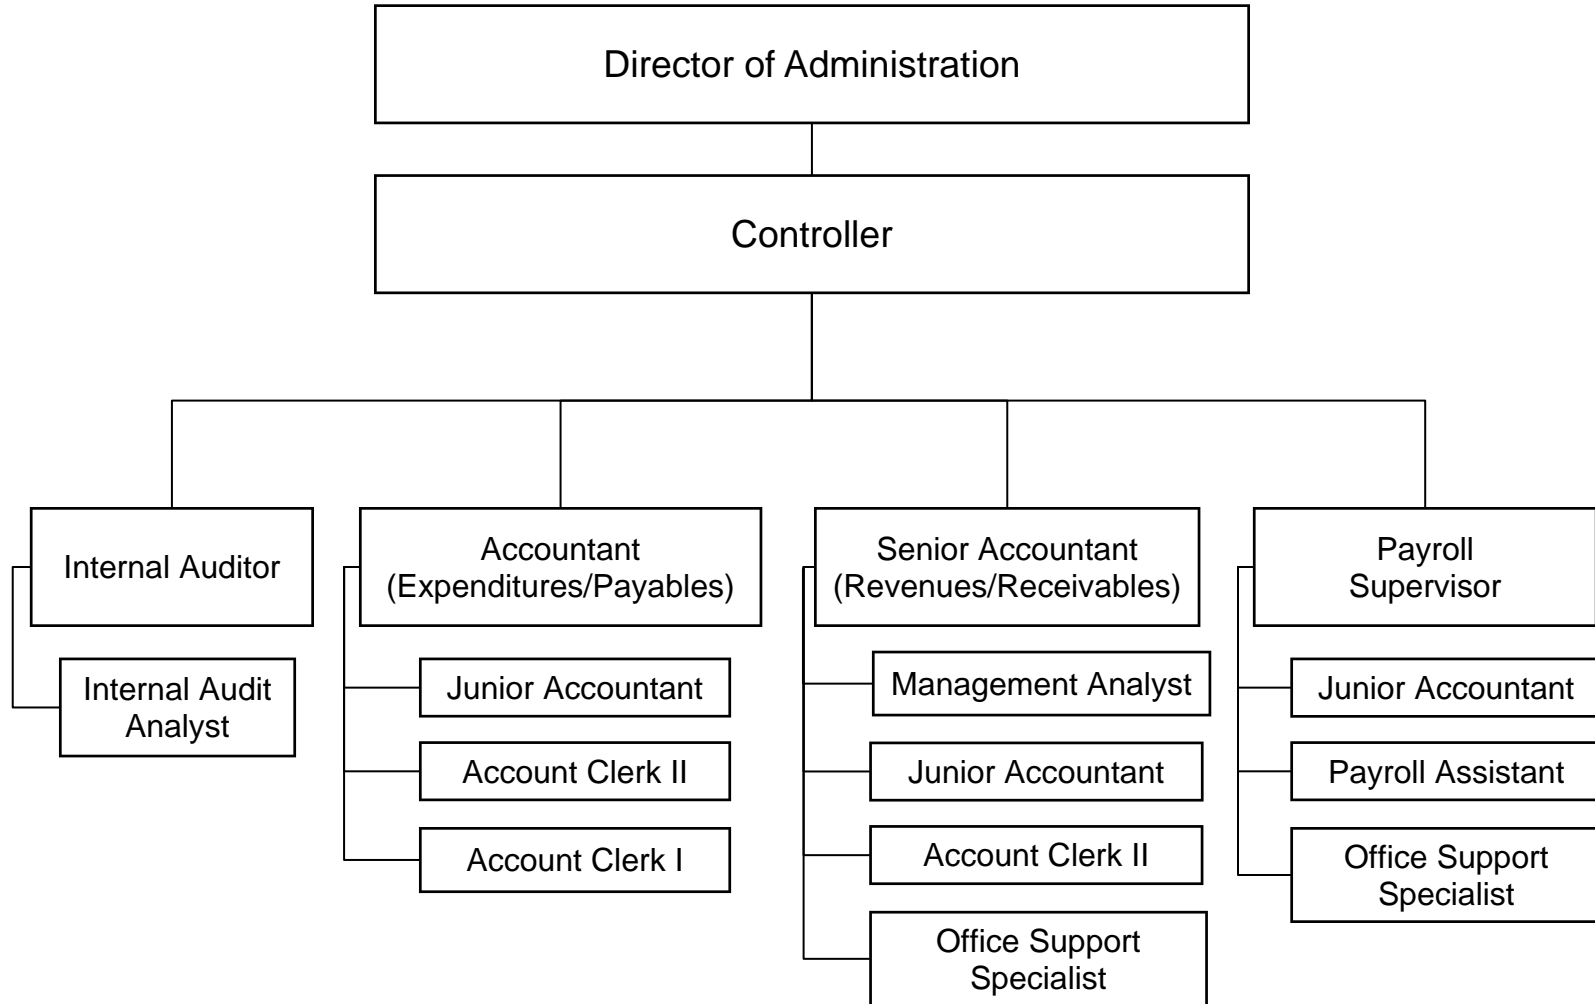 Director of Administration
Controller
Internal Auditor
Internal Audit
Analyst
Accountant
(Expenditures/Payables)
Junior Accountant
Account Clerk II
Account Clerk I
Senior Accountant
(Revenues/Receivables)
Management Analyst
Junior Accountant
Account Clerk II
Office Support
Specialist
Payroll
Supervisor
Junior Accountant
Payroll Assistant
Office Support
Specialist